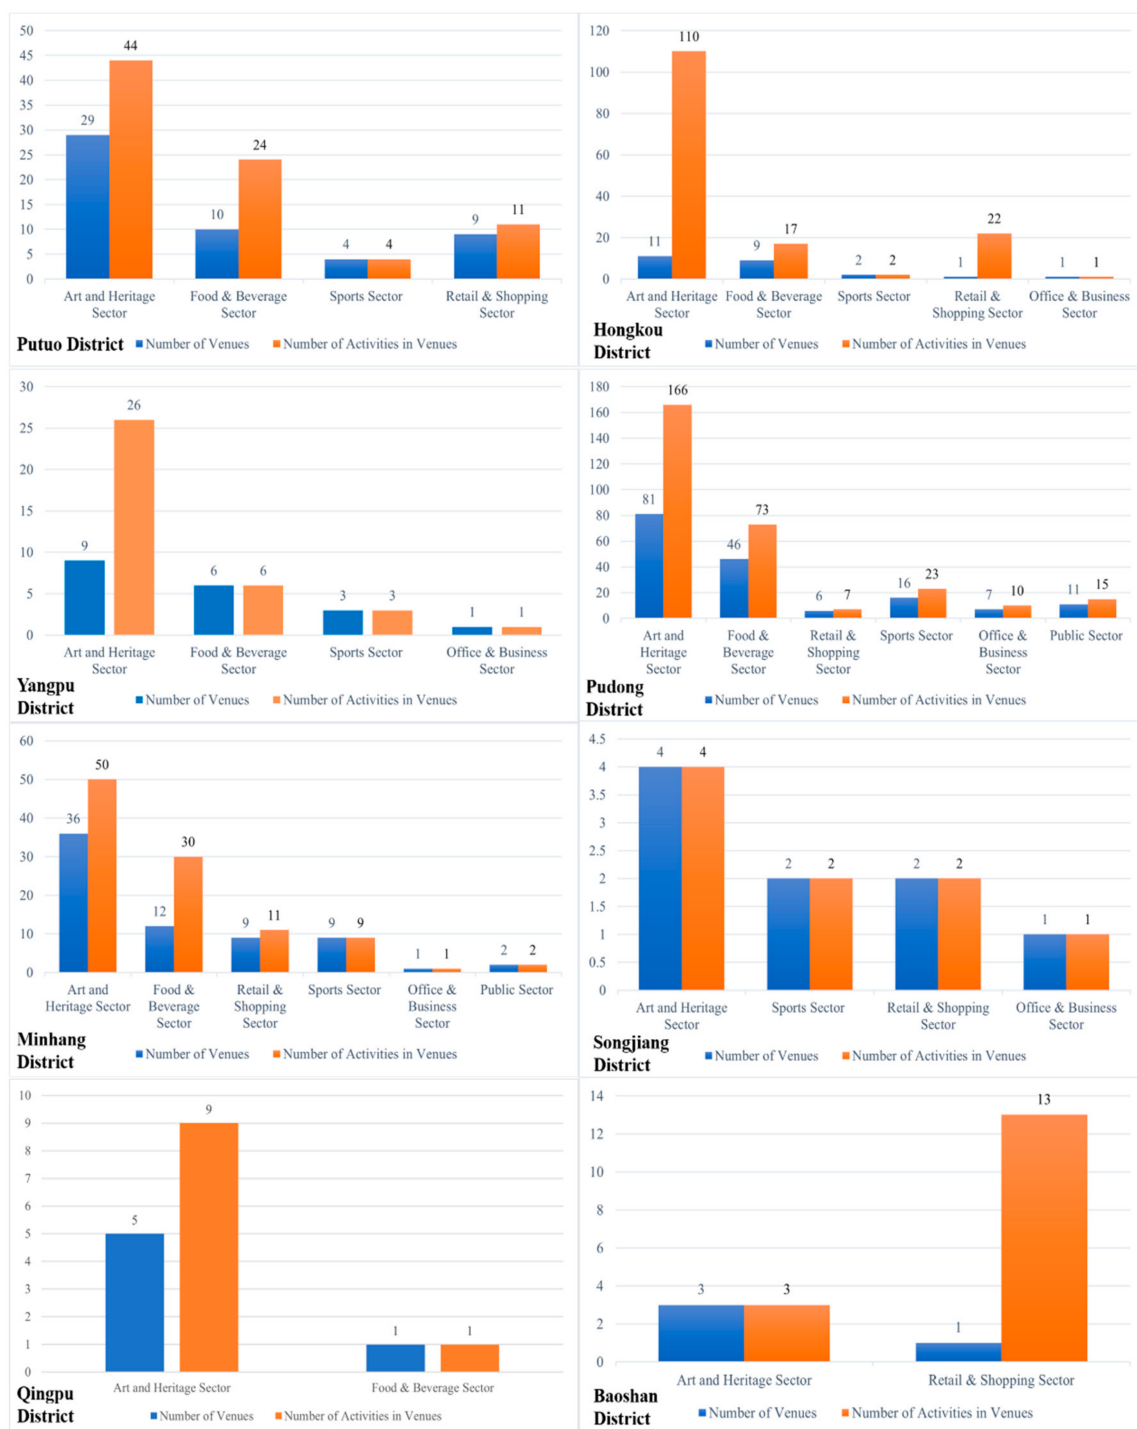 50
45
40
35
30
25
20
15
10
5
0
29
44
10
24
4
4
9
11
Art and Heritage
Sector
Food & Beverage
Sector
Sports Sector
Retail & Shopping
Sector
Putuo District
Number of Venues
Number of Activities in Venues
120
100
80
60
40
20
0
11
110
9
17
2
2
1
22
1
1
Art and Heritage
Sector
Food & Beverage
Sector
Sports Sector
Retail &
Shopping Sector
Office & Business
Sector
Hongkou
District
Number of Venues
Number of Activities in Venues
30
25
20
15
10
5
0
9
26
6
6
3
3
1
1
Art and Heritage
Sector
Food & Beverage
Sector
Sports Sector
Office & Business
Sector
Yangpu
District
Number of Venues
Number of Activities in Venues
180
160
140
120
100
80
60
40
20
0
81
166
46
73
6
7
16
23
7
10
11
15
Art and
Heritage
Sector
Food &
Beverage
Sector
Retail &
Shopping
Sector
Sports Sector
Office &
Business
Sector
Public Sector
Pudong
District
Number of Venues
Number of Activities in Venues
60
50
40
30
20
10
0
36
50
12
30
9
11
9
9
1
1
2
2
Art and
Heritage Sector
Food &
Beverage
Sector
Retail &
Shopping
Sector
Sports Sector
Office &
Business
Sector
Public Sector
Minhang
District
Number of Venues
Number of Activities in Venues
4.5
4
3.5
3
2.5
2
1.5
1
0.5
0
4
4
2
2
2
2
1
1
Art and Heritage
Sector
Sports Sector
Retail & Shopping
Sector
Office & Business
Sector
Songjiang
District
Number of Venues
Number of Activities in Venues
10
9
8
7
6
5
4
3
2
1
0
5
9
1
1
Art and Heritage Sector
Food & Beverage Sector
Qingpu
District
Number of Venues
Number of Activities in Venues
14
12
10
8
6
4
2
0
3
3
1
13
Art and Heritage Sector
Retail & Shopping Sector
Baoshan
District
Number of Venues
Number of Activities in Venues